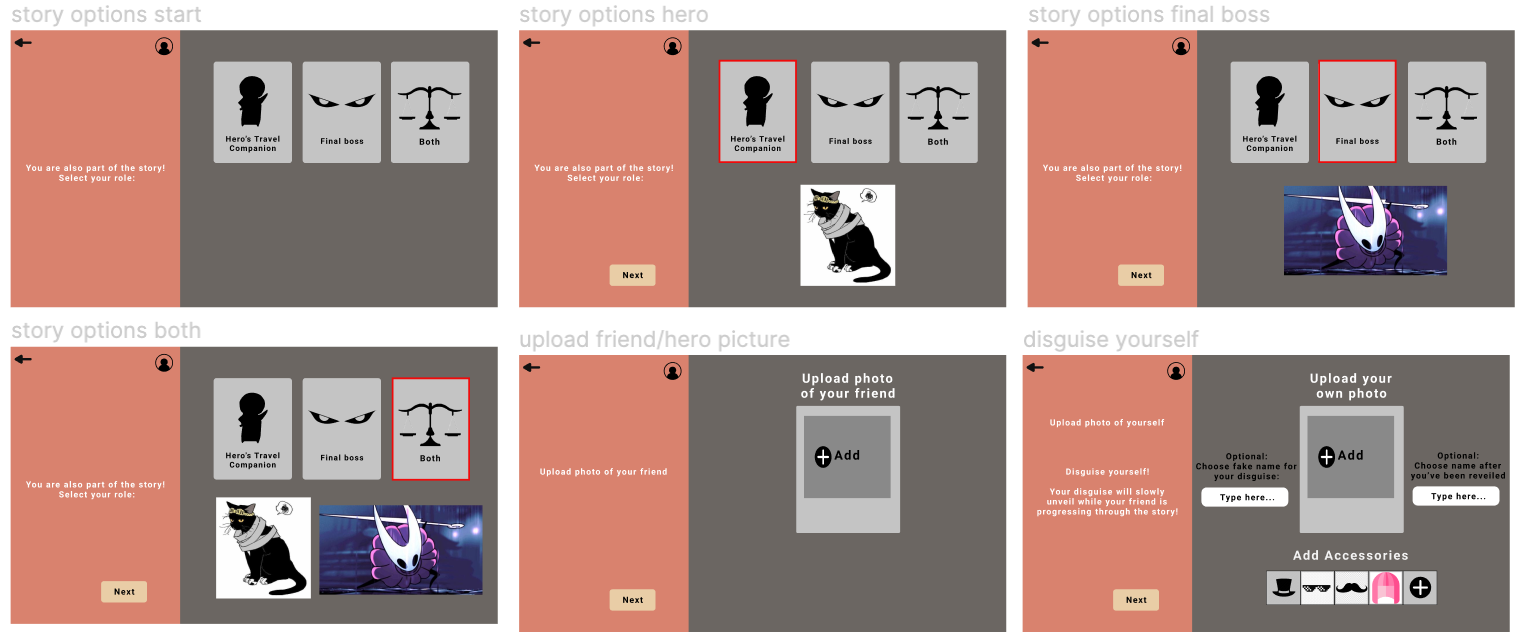 story options start
You are also part of the story!
Select your role:
Hero's Travel
Companion
Final boss
Both
story options hero
You are also part of the story!
Select your role:
Next
Hero's Travel
Companion
Final boss
Both
story options final boss
You are also part of the story!
Select your role:
Next
Hero's Travel
Companion
Final boss
Both
story options both
You are also part of the story!
Select your role:
Next
Hero's Travel
Companion
Final boss
Both
upload friend/hero picture
Upload photo of your friend
Next
Upload photo
of your friend
Add
disguise yourself
Upload photo of yourself
Disguise yourself!
Your disguise will slowly
unveil while your friend is
progressing through the story!
Next
Upload your
own photo
Add
Optional:
Choose fake name for
your disguise:
Type here...
Optional:
Choose name after
you've been reveiled
Type here...
Add Accessories